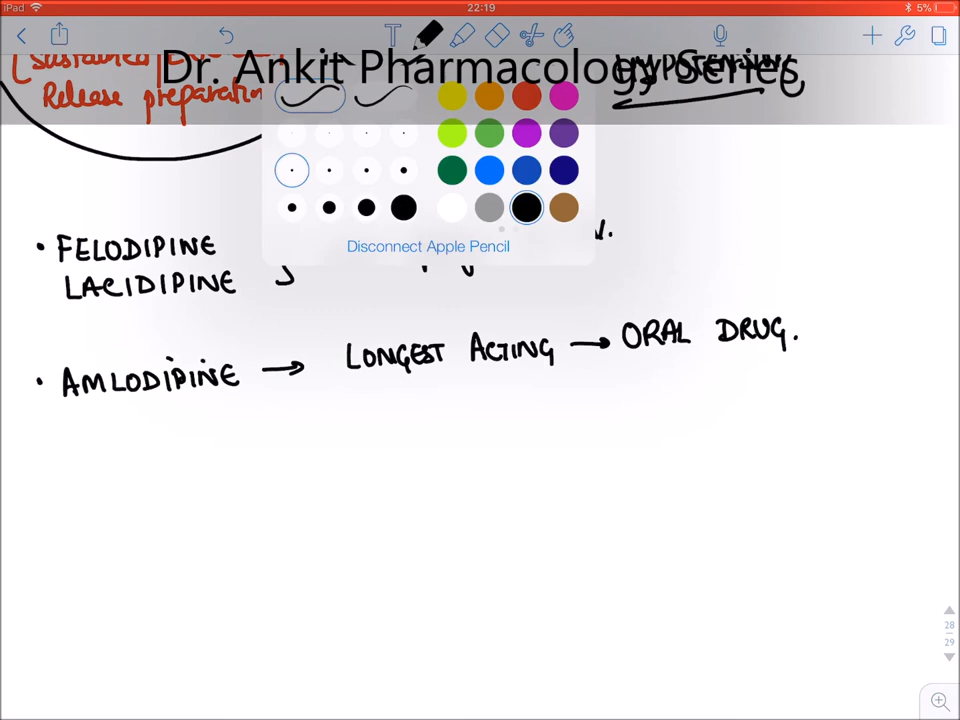 iPad 22:19 5%
T
Dr. Ankit Pharmacology Series
(sustained
Release preparation
Disconnect Apple Pencil
• FELODIPINE
LACIDIPINE
• AMLODIPINE → LONGEST ACTING → ORAL DRUG.
28
29